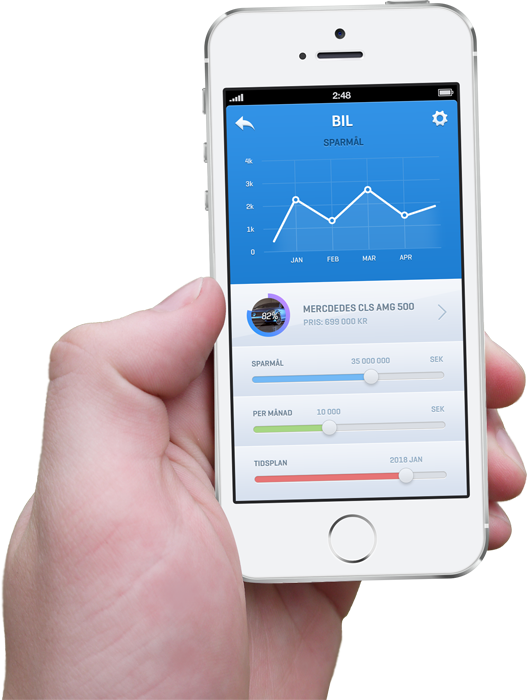 2:48
BIL
SPARMÅL
4k
3k
2k
1k
0
JAN FEB MAR APR
82%
MERCDEDES CLS AMG 500
PRIS: 699 000 KR
SPARMÅL 35 000 000 SEK
PER MÅNAD 10 000 SEK
TIDSPLAN 2018 JAN